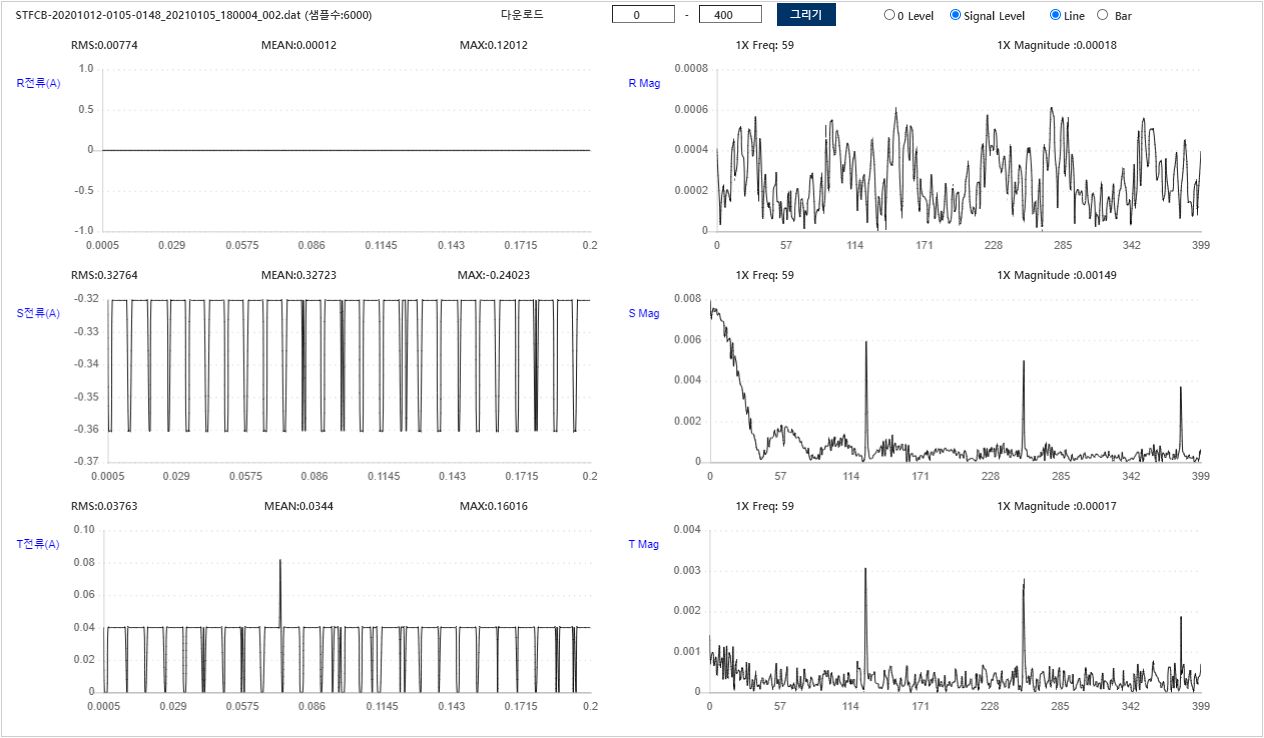 STFCB-20201012-0105-0148_20210105_180004_002.dat (샘플수:6000) 다운로드 0 - 400 그리기 0 Level Signal Level Line Bar
RMS:0.00774 MEAN:0.00012 MAX:0.12012 1X Freq: 59 1X Magnitude :0.00018
R전류(A)
1.0
0.5
0
-0.5
-1.0
0.0005 0.029 0.0575 0.086 0.1145 0.143 0.1715 0.2
R Mag
0.0008
0.0006
0.0004
0.0002
0
0 57 114 171 228 285 342 399
RMS:0.32764 MEAN:0.32723 MAX:-0.24023 1X Freq: 59 1X Magnitude :0.00149
S전류(A)
-0.32
-0.33
-0.34
-0.35
-0.36
-0.37
0.0005 0.029 0.0575 0.086 0.1145 0.143 0.1715 0.2
S Mag
0.008
0.006
0.004
0.002
0
0 57 114 171 228 285 342 399
RMS:0.03763 MEAN:0.0344 MAX:0.16016 1X Freq: 59 1X Magnitude :0.00017
T전류(A)
0.10
0.08
0.06
0.04
0.02
0
0.0005 0.029 0.0575 0.086 0.1145 0.143 0.1715 0.2
T Mag
0.004
0.003
0.002
0.001
0
0 57 114 171 228 285 342 399